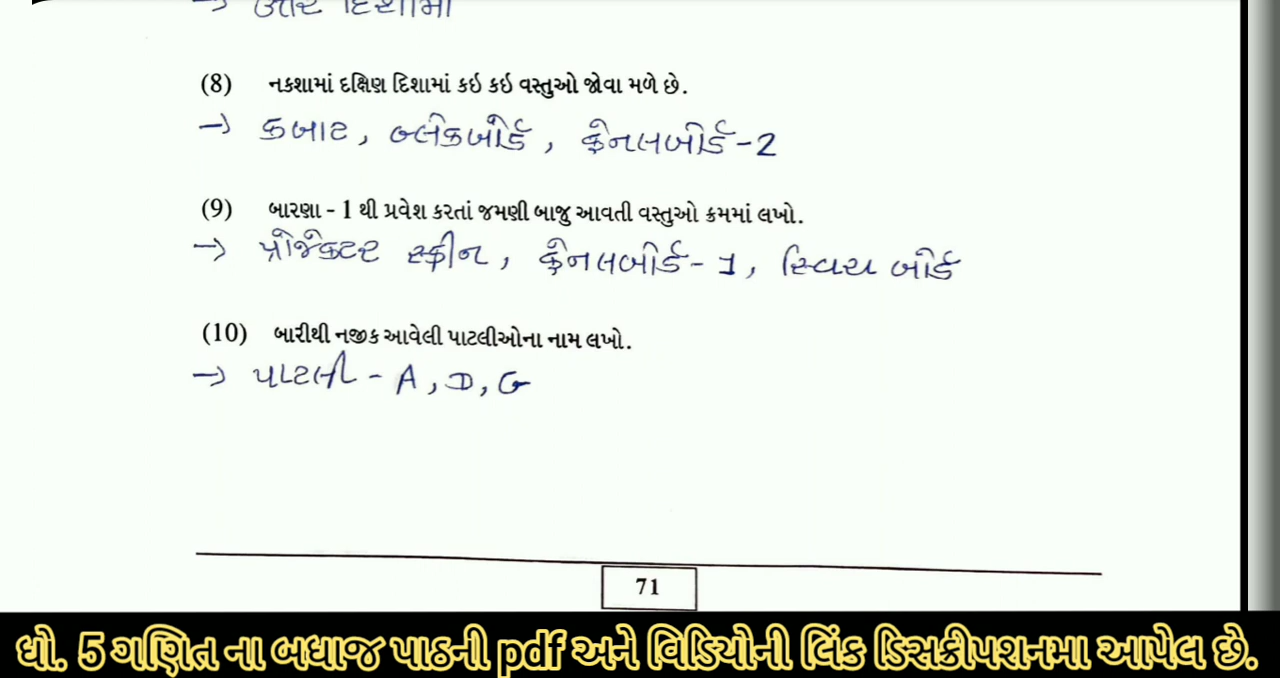 → દિશામાં
(8) નકશામાં દક્ષિણ દિશામાં કઇ કઇ વસ્તુઓ જોવા મળે છે.
→ કબાટ, બ્લેકબોર્ડ, ફેનલબોર્ડ-2
(9) બારણા - 1 થી પ્રવેશ કરતાં જમણી બાજુ આવતી વસ્તુઓ ક્રમમાં લખો.
→ પ્રોજેકટર સ્ક્રીન, ફેનલબોર્ડ-1, સ્વિચ બોર્ડ
(10) બારીથી નજીક આવેલી પાટલીઓના નામ લખો.
→ પાટલી - A, D, G
71
ધો. 5 ગણિત ના બધાજ પાઠની pdf અને વિડિયોની લિંક ડિસક્રીપશનમા આપેલ છે.